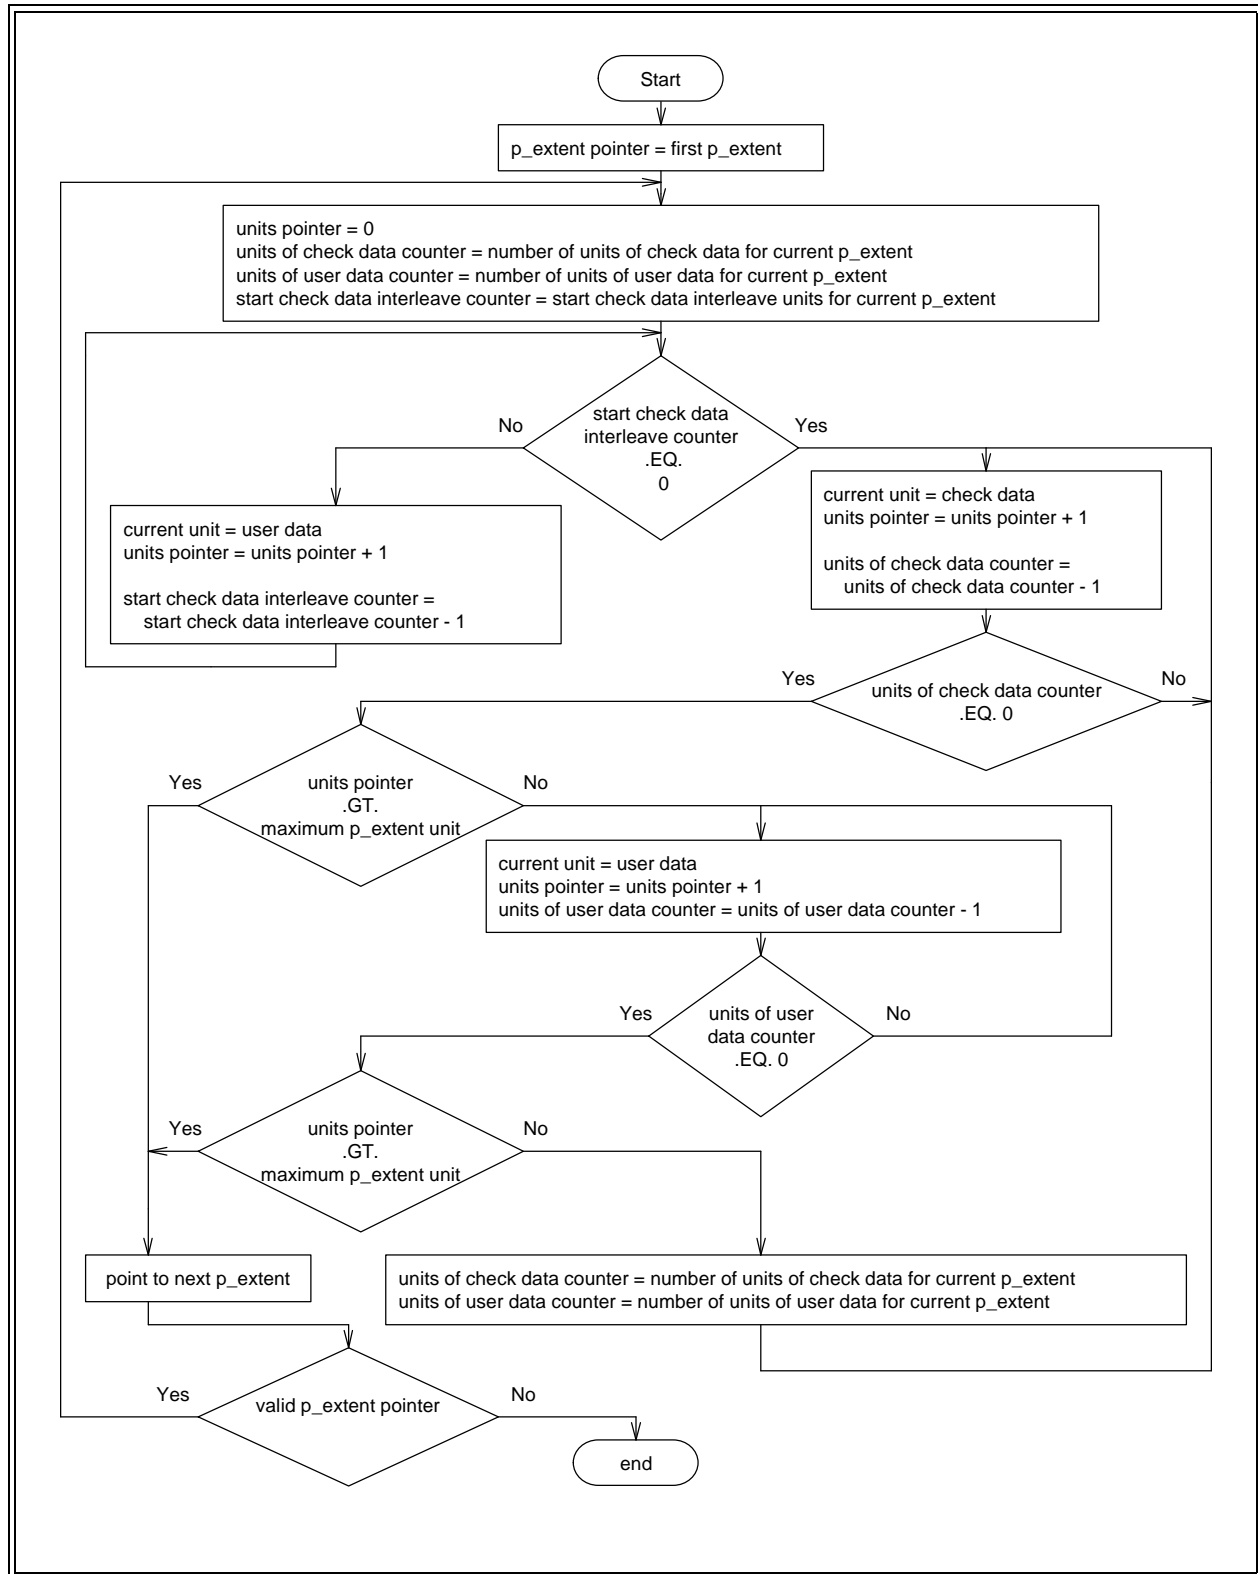 Start
p_extent pointer = first p_extent
units pointer = 0
units of check data counter = number of units of check data for current p_extent
units of user data counter = number of units of user data for current p_extent
start check data interleave counter = start check data interleave units for current p_extent
No
start check data
interleave counter
.EQ.
0
Yes
current unit = user data
units pointer = units pointer + 1
start check data interleave counter =
start check data interleave counter - 1
current unit = check data
units pointer = units pointer + 1
units of check data counter =
units of check data counter - 1
Yes
units of check data counter
.EQ. 0
No
Yes
units pointer
.GT.
maximum p_extent unit
No
current unit = user data
units pointer = units pointer + 1
units of user data counter = units of user data counter - 1
Yes
units of user
data counter
.EQ. 0
No
Yes
units pointer
.GT.
maximum p_extent unit
No
point to next p_extent
units of check data counter = number of units of check data for current p_extent
units of user data counter = number of units of user data for current p_extent
Yes
valid p_extent pointer
No
end